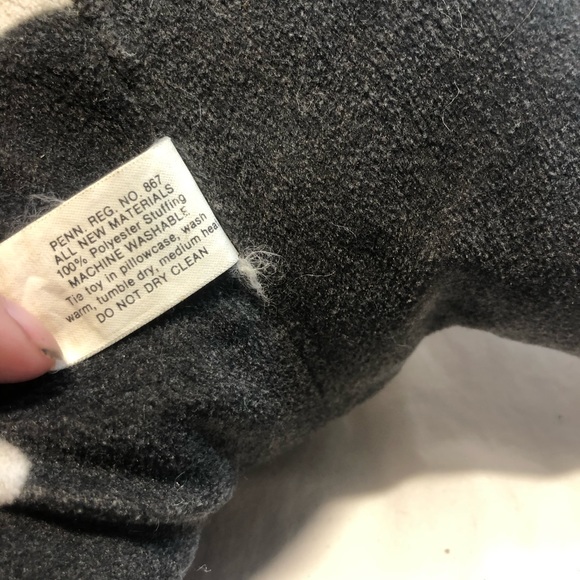 PENN. REG. NO. 867
ALL NEW MATERIALS
100% Polyester Stuffing
MACHINE WASHABLE
Tie toy in pillowcase, wash
warm, tumble dry, medium hea
DO NOT DRY CLEAN